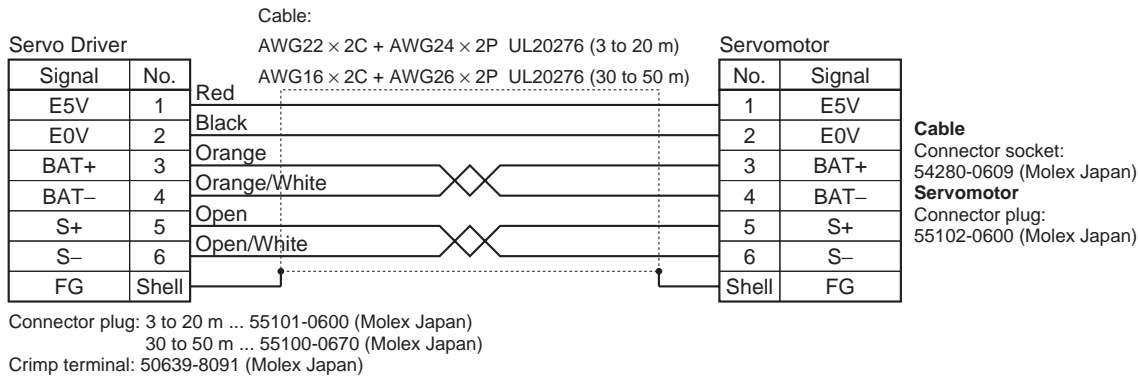 Cable:
AWG22 × 2C + AWG24 × 2P UL20276 (3 to 20 m)
AWG16 × 2C + AWG26 × 2P UL20276 (30 to 50 m)
Servo Driver
Signal No.
E5V 1
E0V 2
BAT+ 3
BAT− 4
S+ 5
S− 6
FG Shell
Red
Black
Orange
Orange/White
Open
Open/White
Servomotor
No. Signal
1 E5V
2 E0V
3 BAT+
4 BAT−
5 S+
6 S−
Shell FG
Cable
Connector socket:
54280-0609 (Molex Japan)
Servomotor
Connector plug:
55102-0600 (Molex Japan)
Connector plug: 3 to 20 m ... 55101-0600 (Molex Japan)
30 to 50 m ... 55100-0670 (Molex Japan)
Crimp terminal: 50639-8091 (Molex Japan)